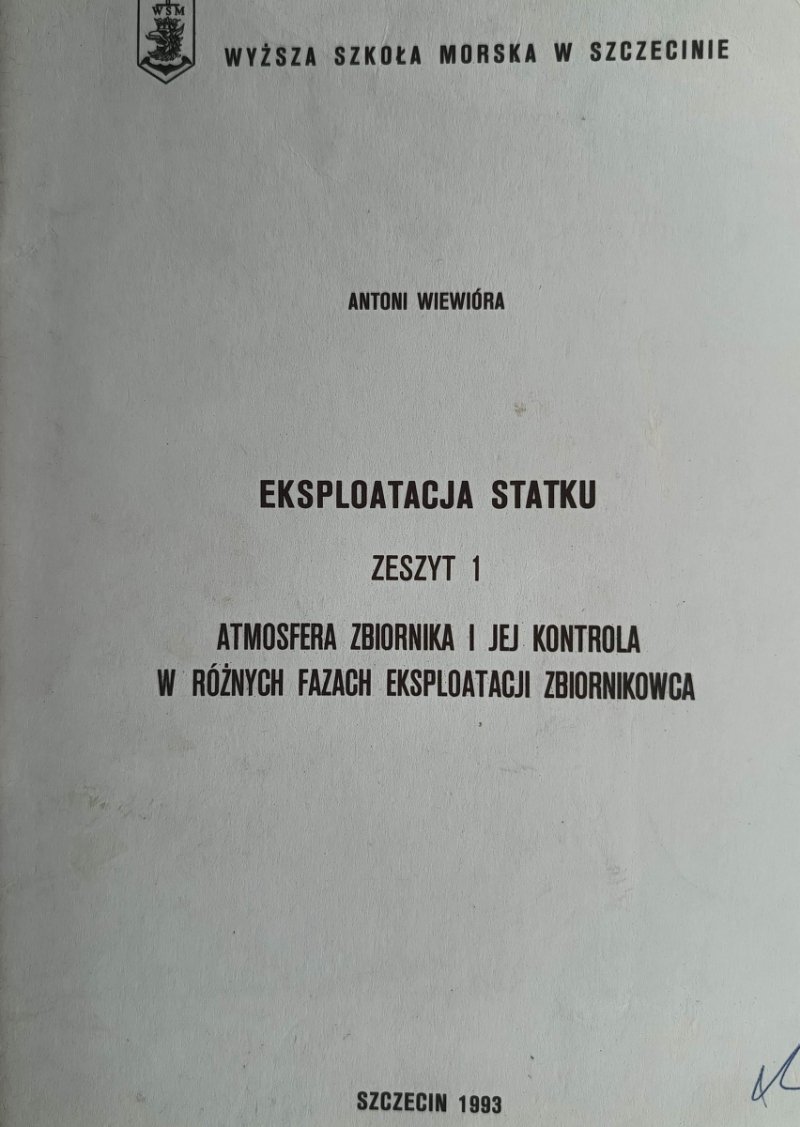 WSM
WYŻSZA SZKOŁA MORSKA W SZCZECINIE
ANTONI WIEWIÓRA
EKSPLOATACJA STATKU
ZESZYT 1
ATMOSFERA ZBIORNIKA I JEJ KONTROLA
W RÓŻNYCH FAZACH EKSPLOATACJI ZBIORNIKOWCA
SZCZECIN 1993